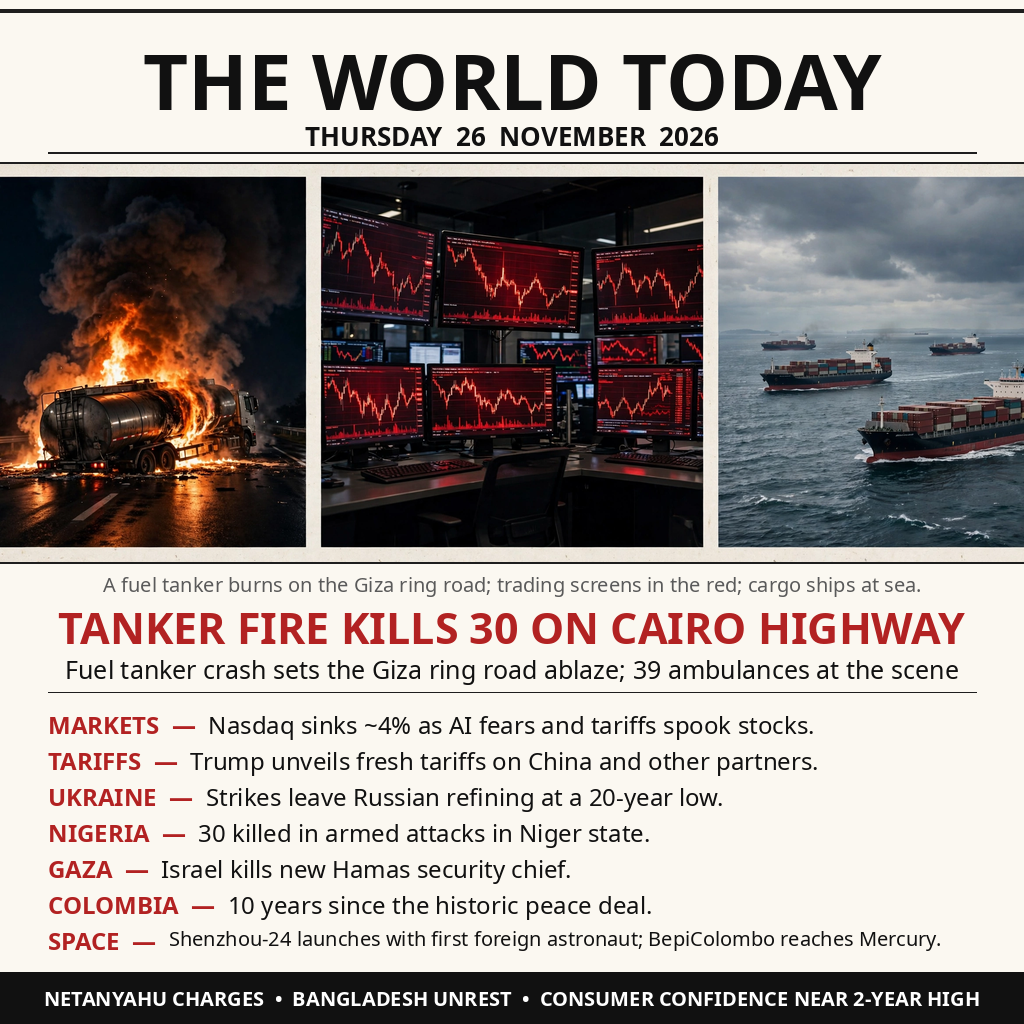 THE WORLD TODAY
THURSDAY 26 NOVEMBER 2026
A fuel tanker burns on the Giza ring road; trading screens in the red; cargo ships at sea.
TANKER FIRE KILLS 30 ON CAIRO HIGHWAY
Fuel tanker crash sets the Giza ring road ablaze; 39 ambulances at the scene
MARKETS — Nasdaq sinks ~4% as AI fears and tariffs spook stocks.
TARIFFS — Trump unveils fresh tariffs on China and other partners.
UKRAINE — Strikes leave Russian refining at a 20-year low.
NIGERIA — 30 killed in armed attacks in Niger state.
GAZA — Israel kills new Hamas security chief.
COLOMBIA — 10 years since the historic peace deal.
SPACE — Shenzhou-24 launches with first foreign astronaut; BepiColombo reaches Mercury.
NETANYAHU CHARGES • BANGLADESH UNREST • CONSUMER CONFIDENCE NEAR 2-YEAR HIGH